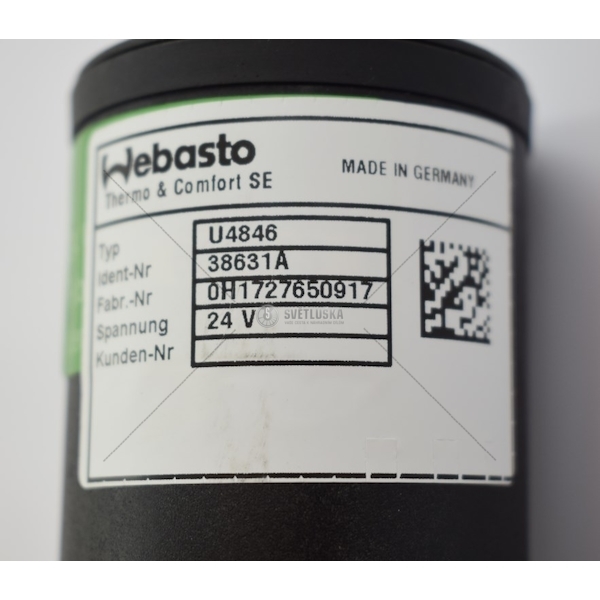 Webasto
Thermo & Comfort SE
MADE IN GERMANY
Typ U4846
Ident-Nr 38631A
Fabr.-Nr 0H1727650917
Spannung 24 V
Kunden-Nr
SVETLUSKA